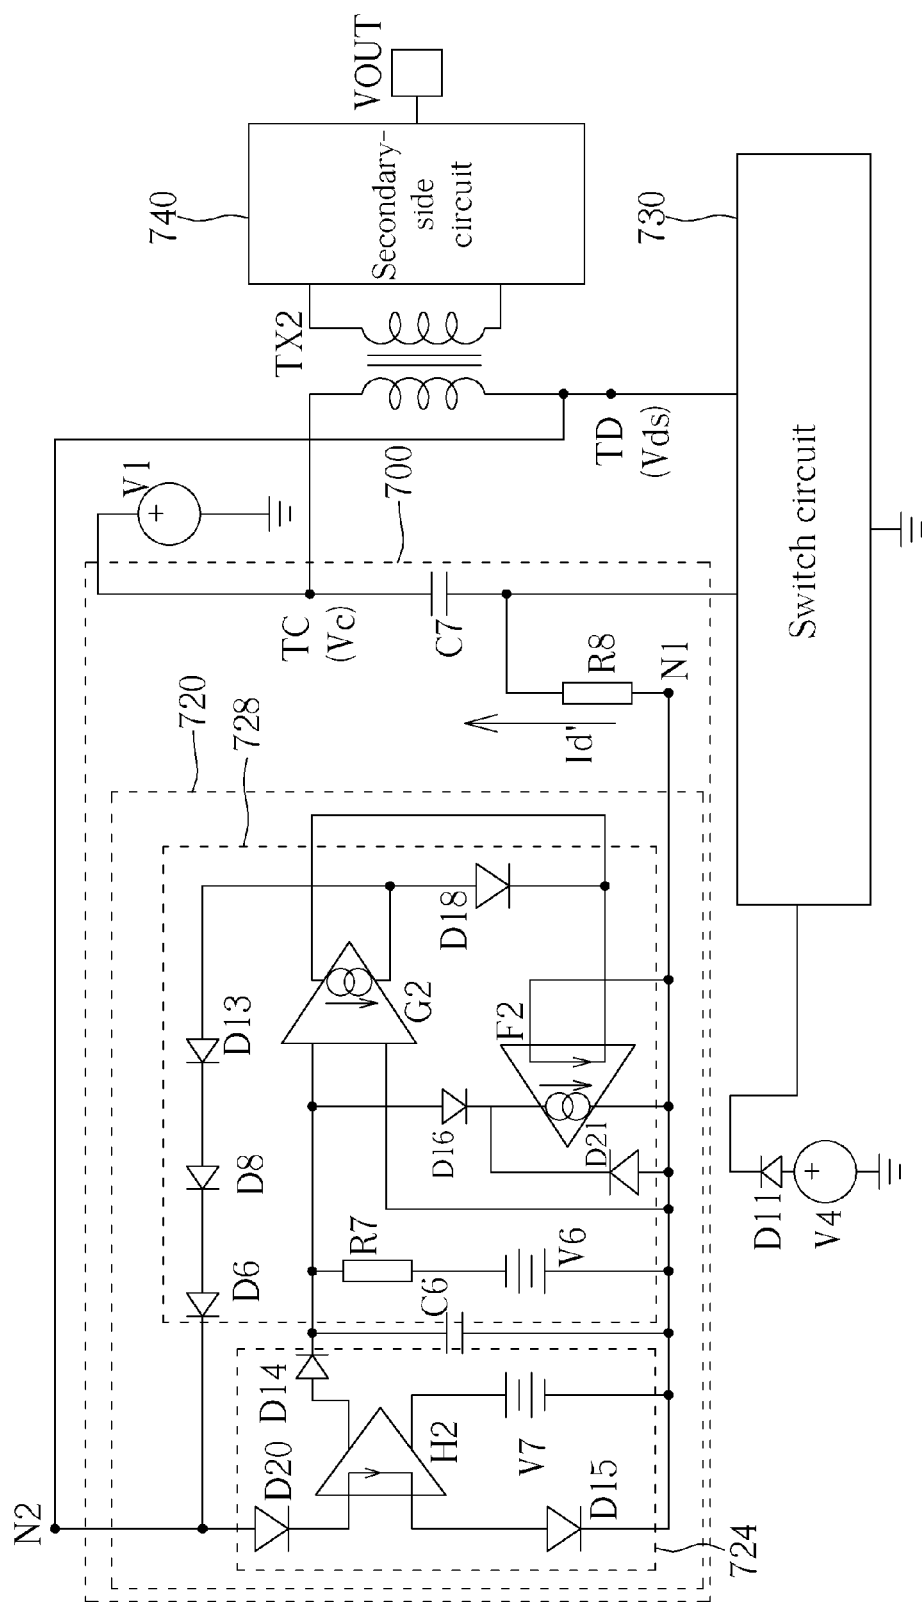 VOUT
740
Secondary-
side
circuit
TX2
730
TD
(Vds)
Switch circuit
V1
+
700
TC
(Vc)
C7
R8
N1
Id'
720
728
D18
G2
F2
D13
D8
D6
D16
D21
R7
V6
C6
D14
D20
H2
V7
D15
N2
724
D11
V4
+